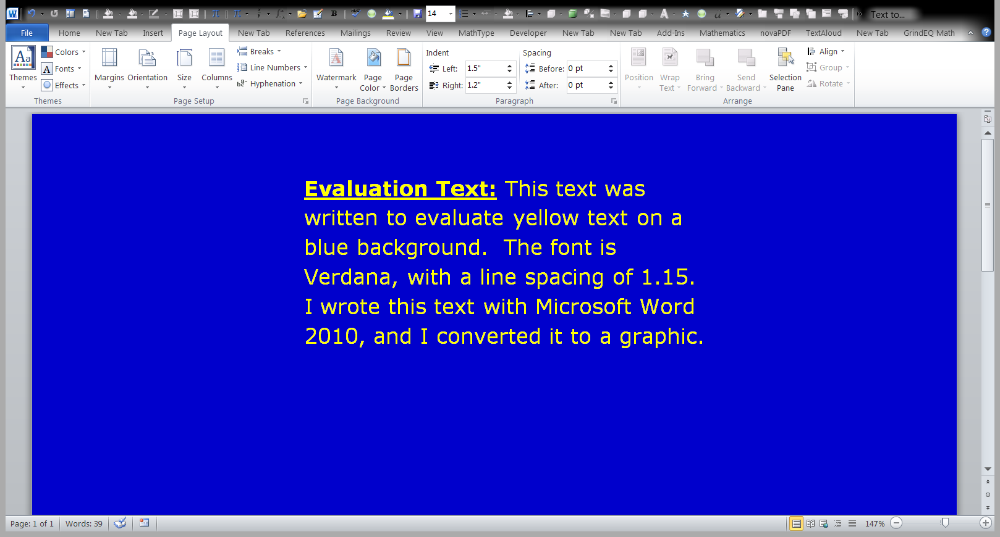 14 Text to...
File Home New Tab Insert Page Layout New Tab References Mailings Review View MathType Developer New Tab New Tab Add-Ins Mathematics novaPDF TextAloud New Tab GrindEQ Math
Themes Colors Fonts Effects
Themes
Margins Orientation Size Columns Breaks Line Numbers Hyphenation
Page Setup
Watermark Page Color Page Borders
Page Background
Indent Spacing
Left: 1.5" Before: 0 pt
Right: 1.2" After: 0 pt
Paragraph
Position Wrap Text Bring Forward Send Backward Selection Pane Align Group Rotate
Arrange
Evaluation Text: This text was
written to evaluate yellow text on a
blue background.  The font is
Verdana, with a line spacing of 1.15.
I wrote this text with Microsoft Word
2010, and I converted it to a graphic.
Page: 1 of 1 Words: 39 147%